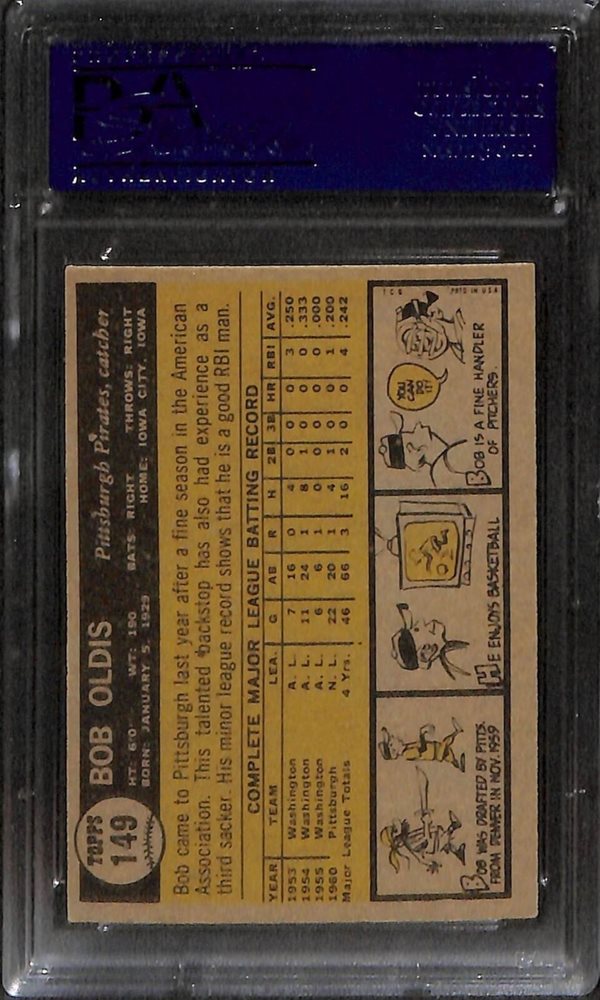 TOPPS
149
BOB OLDIS
Pittsburgh Pirates, catcher
HT: 6'0" WT: 190 BATS: RIGHT THROWS: RIGHT
BORN: JANUARY 5, 1929 HOME: IOWA CITY, IOWA
Bob came to Pittsburgh last year after a fine season in the American
Association. This talented backstop has also had experience as a
third sacker. His minor league record shows that he is a good RBI man.
COMPLETE MAJOR LEAGUE BATTING RECORD
YEAR TEAM LEA. G AB R H 2B 3B HR RBI AVG.
1953 Washington A. L. 7 16 0 4 0 0 0 3 .250
1954 Washington A. L. 11 24 1 8 1 0 0 0 .333
1955 Washington A. L. 6 6 1 0 0 0 0 0 .000
1960 Pittsburgh N. L. 22 20 1 4 1 0 0 1 .200
Major League Totals 4 Yrs. 46 66 3 16 2 0 0 4 .242
BOB WAS DRAFTED BY PITTS.
FROM DENVER IN NOV. 1959
HE ENJOYS BASKETBALL
YOU
CAN
DO
IT!
BOB IS A FINE HANDLER
OF PITCHERS.
T.C.G. PRTD IN U.S.A.